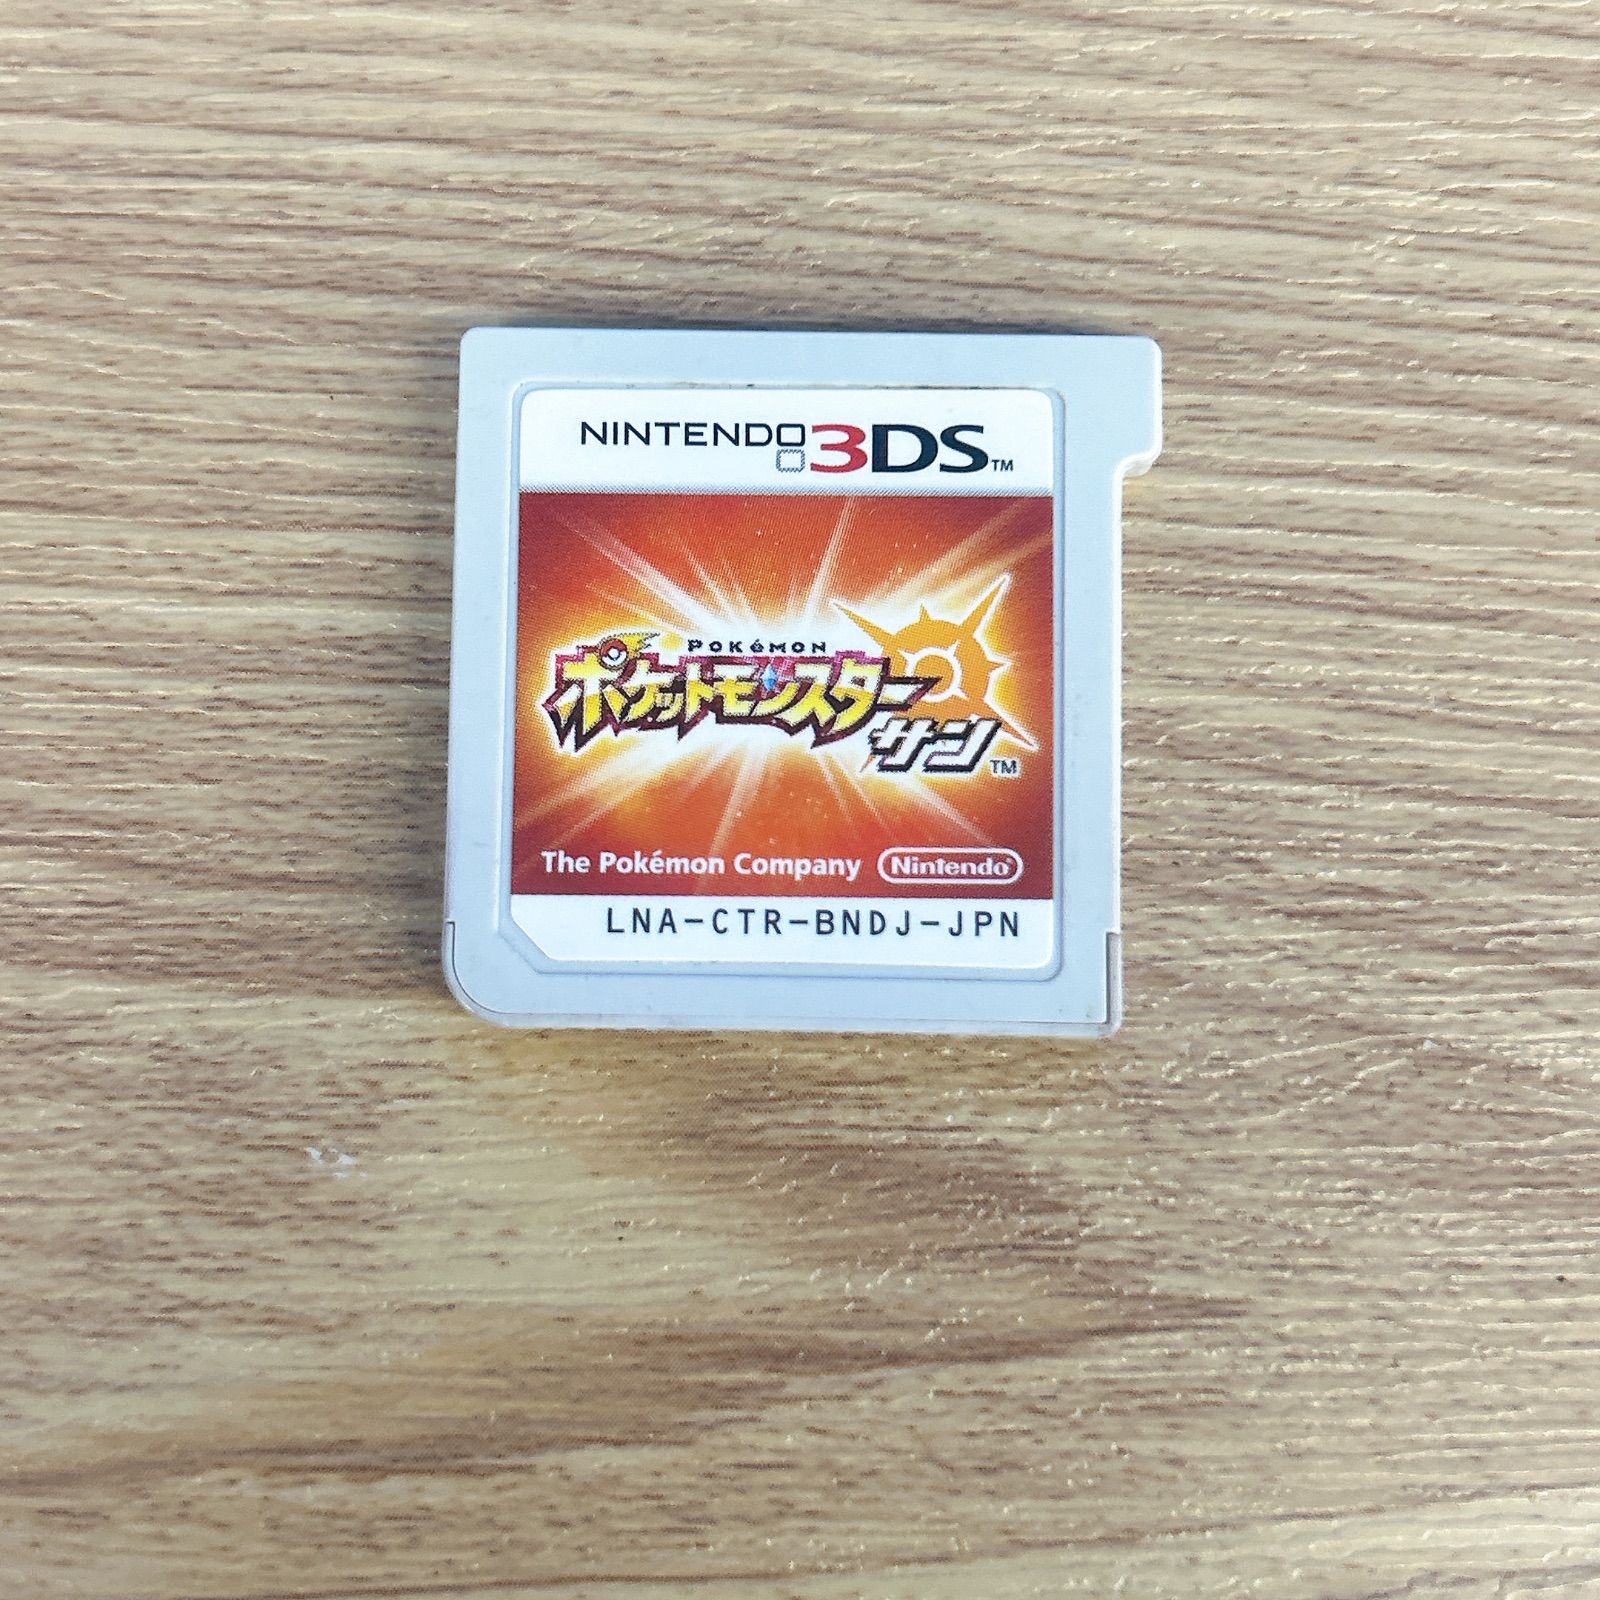 NINTENDO 3DS™
POKéMON
ポケットモンスター
サン™
The Pokémon Company Nintendo®
LNA-CTR-BNDJ-JPN